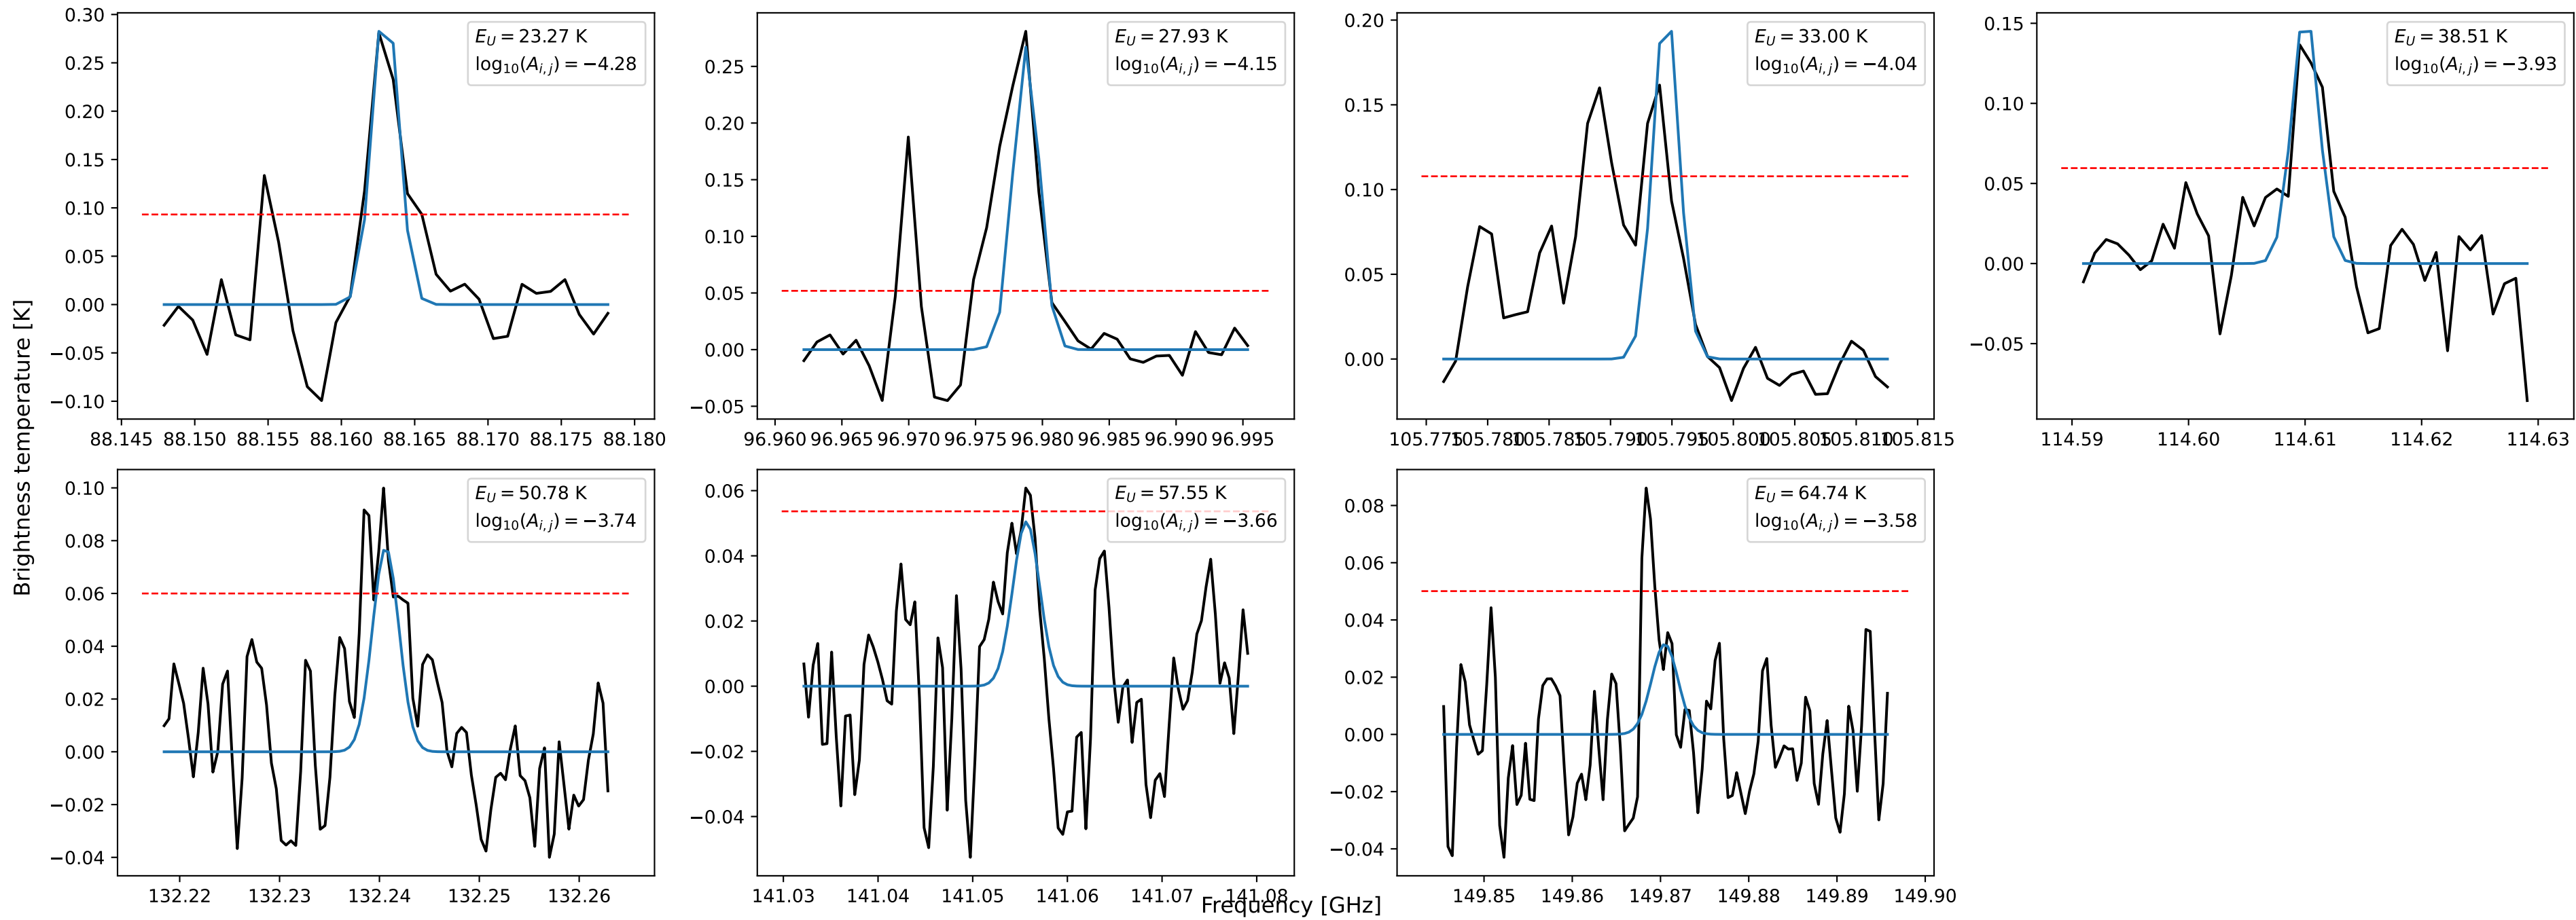 Brightness temperature [K]
0.30
0.25
0.20
0.15
0.10
0.05
0.00
−0.05
−0.10
E_U = 23.27 K
log₁₀(A_i,j) = −4.28
88.145 88.150 88.155 88.160 88.165 88.170 88.175 88.180
0.25
0.20
0.15
0.10
0.05
0.00
−0.05
E_U = 27.93 K
log₁₀(A_i,j) = −4.15
96.960 96.965 96.970 96.975 96.980 96.985 96.990 96.995
0.20
0.15
0.10
0.05
0.00
E_U = 33.00 K
log₁₀(A_i,j) = −4.04
105.775 105.780 105.785 105.790 105.795 105.800 105.805 105.810 105.815
0.15
0.10
0.05
0.00
−0.05
E_U = 38.51 K
log₁₀(A_i,j) = −3.93
114.59 114.60 114.61 114.62 114.63
0.10
0.08
0.06
0.04
0.02
0.00
−0.02
−0.04
E_U = 50.78 K
log₁₀(A_i,j) = −3.74
132.22 132.23 132.24 132.25 132.26
0.06
0.04
0.02
0.00
−0.02
−0.04
E_U = 57.55 K
log₁₀(A_i,j) = −3.66
141.03 141.04 141.05 141.06 141.07 141.08
0.08
0.06
0.04
0.02
0.00
−0.02
−0.04
E_U = 64.74 K
log₁₀(A_i,j) = −3.58
149.85 149.86 149.87 149.88 149.89 149.90
Frequency [GHz]